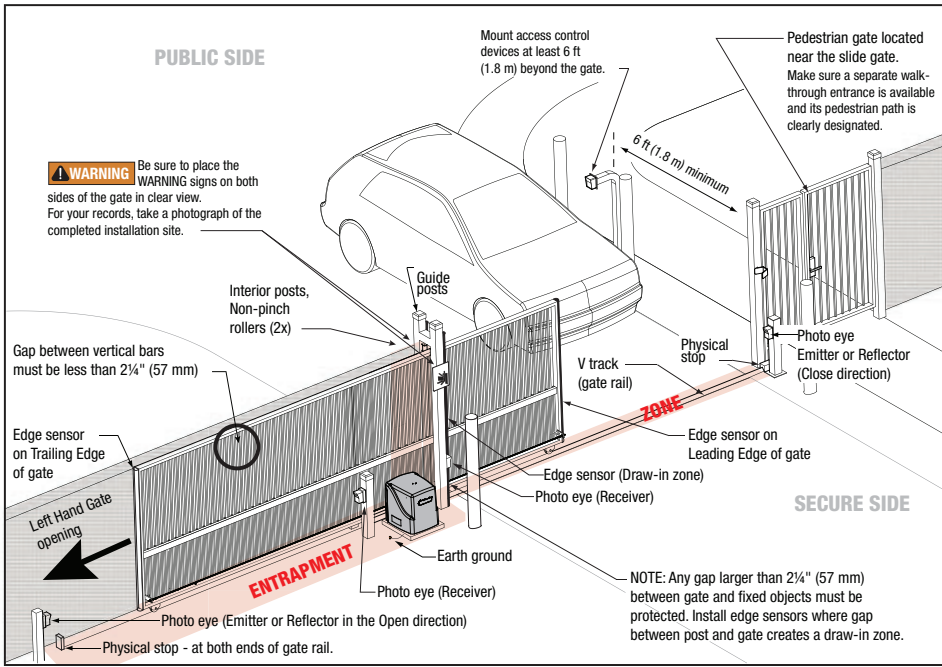 PUBLIC SIDE
Mount access control
devices at least 6 ft
(1.8 m) beyond the gate.
Pedestrian gate located
near the slide gate.
Make sure a separate walk-
through entrance is available
and its pedestrian path is
clearly designated.
6 ft (1.8 m) minimum
WARNING Be sure to place the
WARNING signs on both
sides of the gate in clear view.
For your records, take a photograph of the
completed installation site.
Guide
posts
Interior posts,
Non-pinch
rollers (2x)
Gap between vertical bars
must be less than 2¼" (57 mm)
Physical
stop
Photo eye
Emitter or Reflector
(Close direction)
V track
(gate rail)
ZONE
Edge sensor
on Trailing Edge
of gate
Edge sensor on
Leading Edge of gate
Edge sensor (Draw-in zone)
Photo eye (Receiver)
SECURE SIDE
Left Hand Gate
opening
Earth ground
ENTRAPMENT
Photo eye (Receiver)
NOTE: Any gap larger than 2¼" (57 mm)
between gate and fixed objects must be
protected. Install edge sensors where gap
between post and gate creates a draw-in zone.
Photo eye (Emitter or Reflector in the Open direction)
Physical stop - at both ends of gate rail.